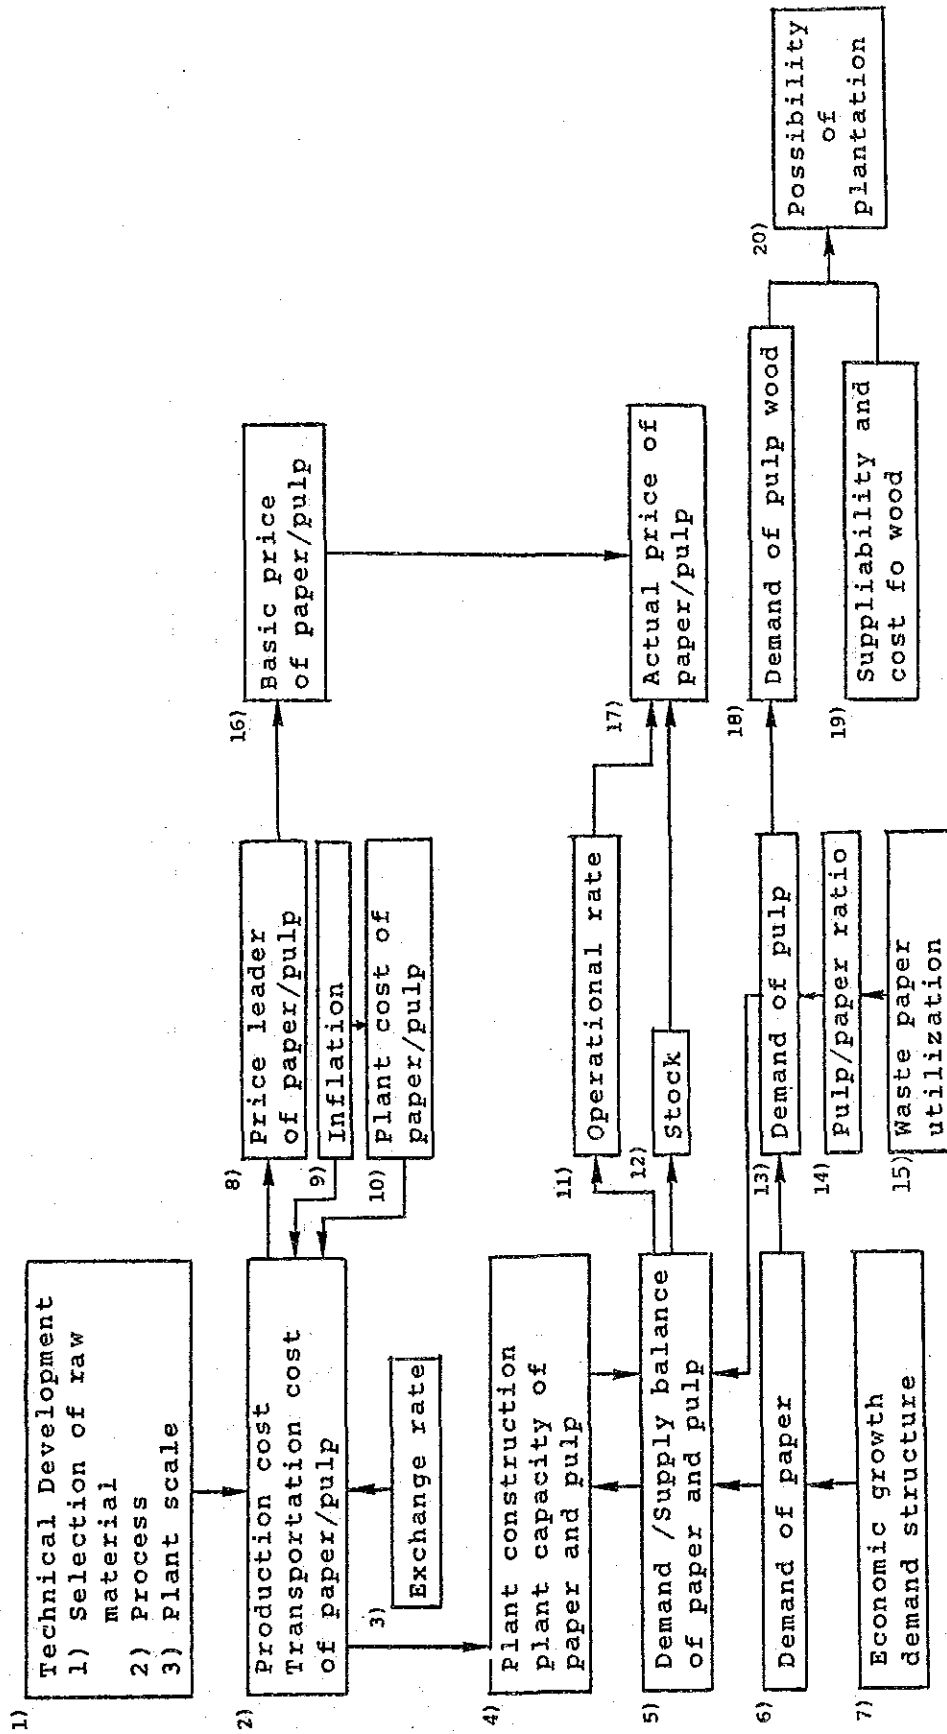 1)
Technical Development
1) Selection of raw
material
2) Process
3) Plant scale
2)
Production cost
Transportation cost
of paper/pulp
3)
Exchange rate
4)
Plant construction
plant capacity of
paper and pulp
5)
Demand /Supply balance
of paper and pulp
6)
Demand of paper
7)
Economic growth
demand structure
8)
Price leader
of paper/pulp
9)
Inflation
10)
Plant cost of
paper/pulp
11)
Operational rate
12)
Stock
13)
Demand of pulp
14)
Pulp/paper ratio
15)
Waste paper
utilization
16)
Basic price
of paper/pulp
17)
Actual price of
paper/pulp
18)
Demand of pulp wood
19)
Suppliability and
cost fo wood
20)
Possibility
of
plantation